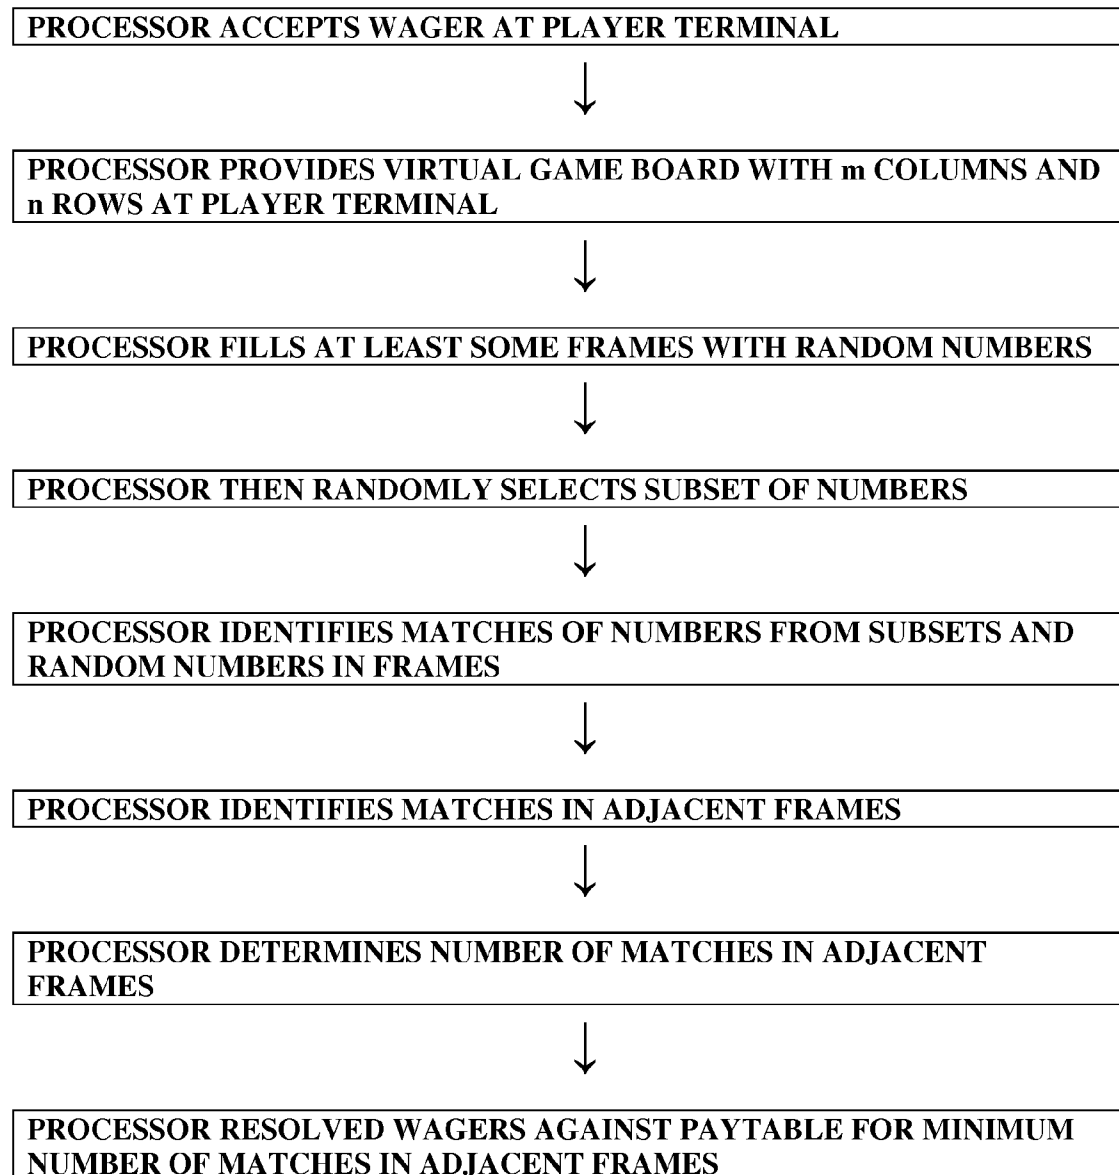 PROCESSOR ACCEPTS WAGER AT PLAYER TERMINAL
PROCESSOR PROVIDES VIRTUAL GAME BOARD WITH m COLUMNS AND
n ROWS AT PLAYER TERMINAL
PROCESSOR FILLS AT LEAST SOME FRAMES WITH RANDOM NUMBERS
PROCESSOR THEN RANDOMLY SELECTS SUBSET OF NUMBERS
PROCESSOR IDENTIFIES MATCHES OF NUMBERS FROM SUBSETS AND
RANDOM NUMBERS IN FRAMES
PROCESSOR IDENTIFIES MATCHES IN ADJACENT FRAMES
PROCESSOR DETERMINES NUMBER OF MATCHES IN ADJACENT
FRAMES
PROCESSOR RESOLVED WAGERS AGAINST PAYTABLE FOR MINIMUM
NUMBER OF MATCHES IN ADJACENT FRAMES